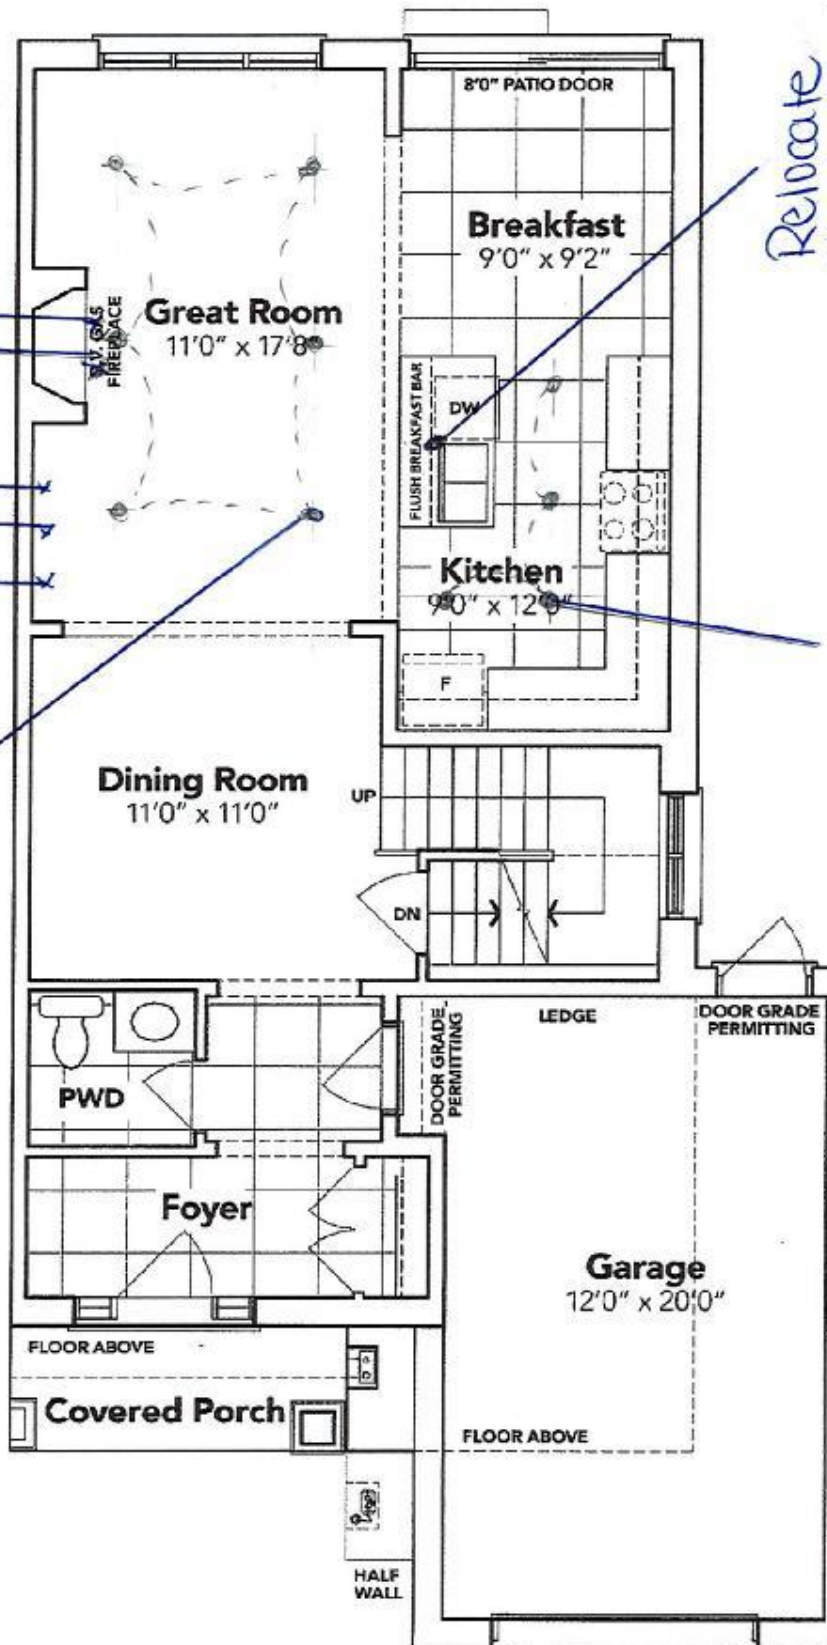 8'0" PATIO DOOR
Relocate
Breakfast
9'0" x 9'2"
Great Room
11'0" x 17'8"
D.V. GAS
FIREPLACE
FLUSH BREAKFAST BAR
DW
Kitchen
9'0" x 12'0"
F
Dining Room
11'0" x 11'0"
UP
DN
LEDGE
DOOR GRADE
PERMITTING
DOOR GRADE
PERMITTING
PWD
Foyer
Garage
12'0" x 20'0"
FLOOR ABOVE
Covered Porch
FLOOR ABOVE
HALF
WALL